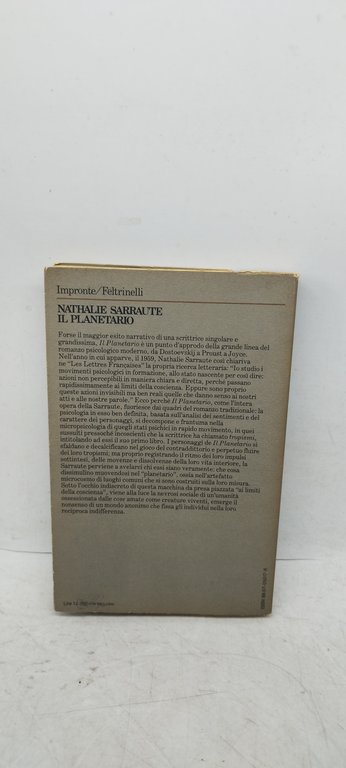 Impronte/Feltrinelli
NATHALIE SARRAUTE
IL PLANETARIO
Forse il maggior esito narrativo di una scrittrice singolare e
grandissima, Il Planetario è un punto d'approdo della grande linea del
romanzo psicologico moderno, da Dostoevskij a Proust a Joyce.
Nell'anno in cui apparve, il 1959, Nathalie Sarraute così chiariva
ne "Les Lettres Françaises" la propria ricerca letteraria: "Io studio i
movimenti psicologici in formazione, allo stato nascente per così dire:
azioni non percepibili in maniera chiara e diretta, perché passano
rapidissimamente ai limiti della coscienza. Eppure sono proprio
queste azioni invisibili ma ben reali quelle che danno senso ai nostri
atti e alle nostre parole." Ecco perché Il Planetario, come l'intera
opera della Sarraute, fuoriesce dai quadri del romanzo tradizionale: la
psicologia in esso ben definita, basata sull'analisi dei sentimenti e del
carattere dei personaggi, si decompone e frantuma nella
micropsicologia di quegli stati psichici in rapido movimento, in quei
sussulti pressoché incoscienti che la scrittrice ha chiamato tropismi,
intitolando ad essi il suo primo libro. I personaggi de Il Planetario si
sfaldano e decalcificano nel gioco del contraddittorio e perpetuo fluire
dei loro tropismi; ma proprio registrando il ritmo dei loro impulsi
sottintesi, delle movenze e dissolvenze della loro vita interiore, la
Sarraute perviene a svelarci chi essi siano veramente: che cosa
dissimulino muovendosi nel "planetario", ossia nell'artefatto
microcosmo di luoghi comuni che si sono costruiti sulla loro misura.
Sotto l'occhio indiscreto di questa macchina da presa piazzata "ai limiti
della coscienza", viene alla luce la nevrosi sociale di un'umanità
ossessionata dalle cose amate come creature viventi, emerge il
nonsenso di un mondo anonimo che fissa gli individui nella loro
reciproca indifferenza.